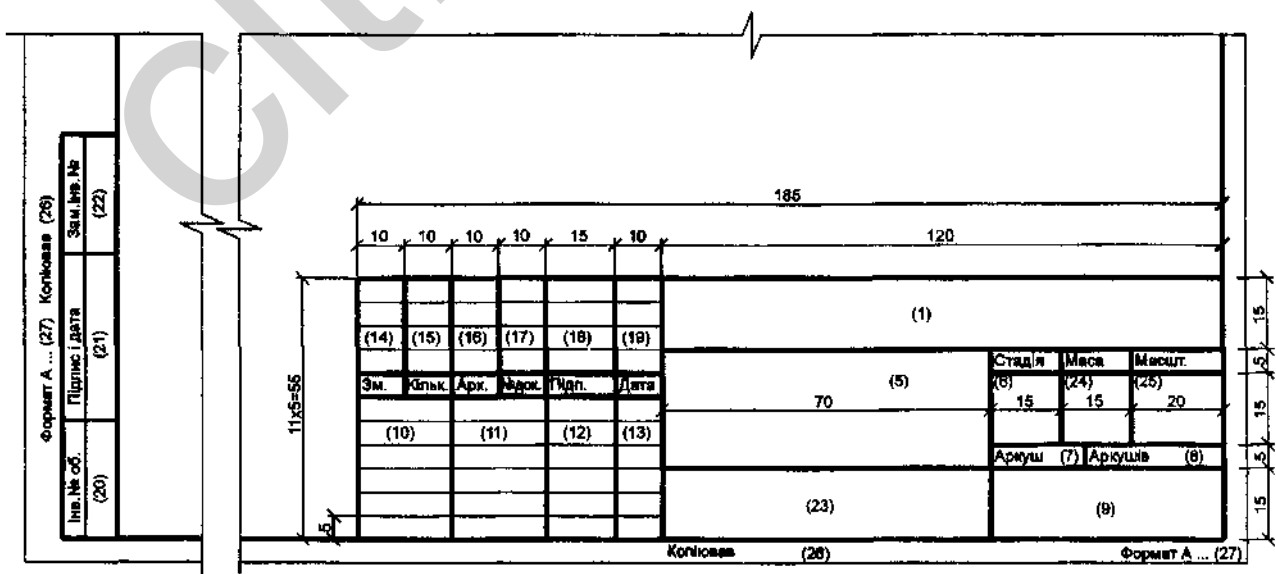 185
10 10 10 10 15 10 120
(1)
15
(14) (15) (16) (17) (18) (19)
Стадія Маса Масшт.
5
Зм. Кільк. Арк. №док. Підп. Дата
(5)
(6) (24) (25)
70
15 15 20
15
11x5=55
(10) (11) (12) (13)
Аркуш (7) Аркушів (8)
5
(23)
(9)
15
5
Копіював (26)
Формат А ... (27)
Формат А ... (27) Копіював (26)
Зам.інв. №
(22)
Підпис і дата
(21)
Інв.№ об.
(20)